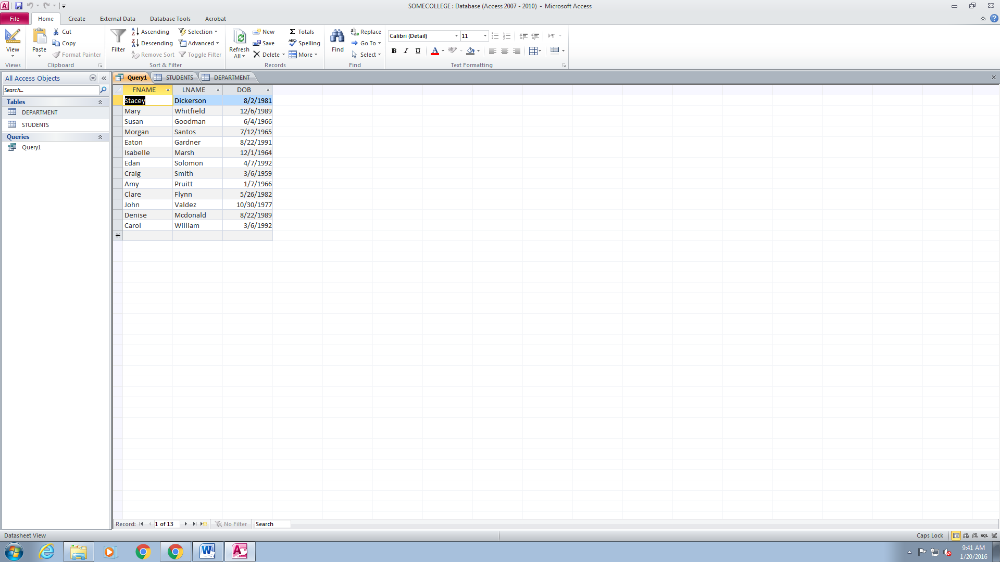 SOMECOLLEGE : Database (Access 2007 - 2010)  -  Microsoft Access
File Home Create External Data Database Tools Acrobat
View
Views
Paste
Cut
Copy
Format Painter
Clipboard
Filter
Ascending
Descending
Remove Sort
Selection
Advanced
Toggle Filter
Sort & Filter
Refresh All
New
Save
Delete
Totals
Spelling
More
Records
Find
Replace
Go To
Select
Find
Calibri (Detail) 11
B I U
Text Formatting
All Access Objects
Search...
Tables
DEPARTMENT
STUDENTS
Queries
Query1
Query1 STUDENTS DEPARTMENT
FNAME LNAME DOB
Stacey Dickerson 8/2/1981
Mary Whitfield 12/6/1989
Susan Goodman 6/4/1966
Morgan Santos 7/12/1965
Eaton Gardner 8/22/1991
Isabelle Marsh 12/1/1964
Edan Solomon 4/7/1992
Craig Smith 3/6/1959
Amy Pruitt 1/7/1966
Clare Flynn 5/26/1982
John Valdez 10/30/1977
Denise Mcdonald 8/22/1989
Carol William 3/6/1992
Record: 1 of 13 No Filter Search
Datasheet View Caps Lock SQL
9:41 AM
1/20/2016